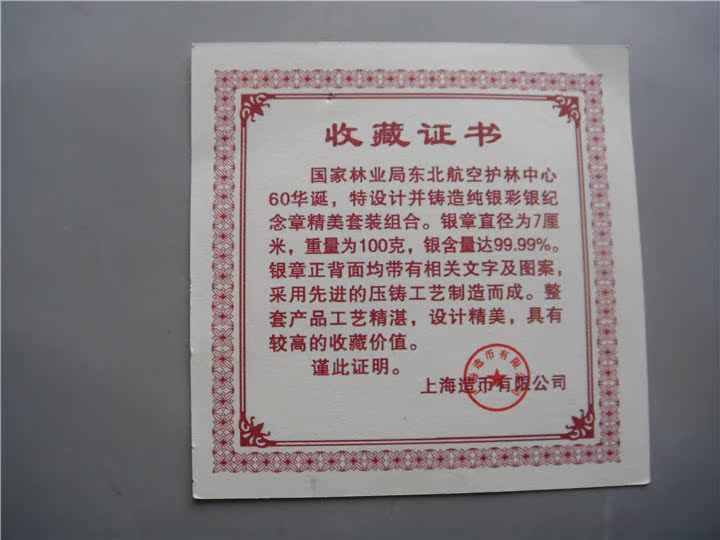 收藏证书
国家林业局东北航空护林中心
60华诞，特设计并铸造纯银彩银纪
念章精美套装组合。银章直径为7厘
米，重量为100克，银含量达99.99%。
银章正背面均带有相关文字及图案，
采用先进的压铸工艺制造而成。整
套产品工艺精湛，设计精美，具有
较高的收藏价值。
谨此证明。
上海造币有限公司